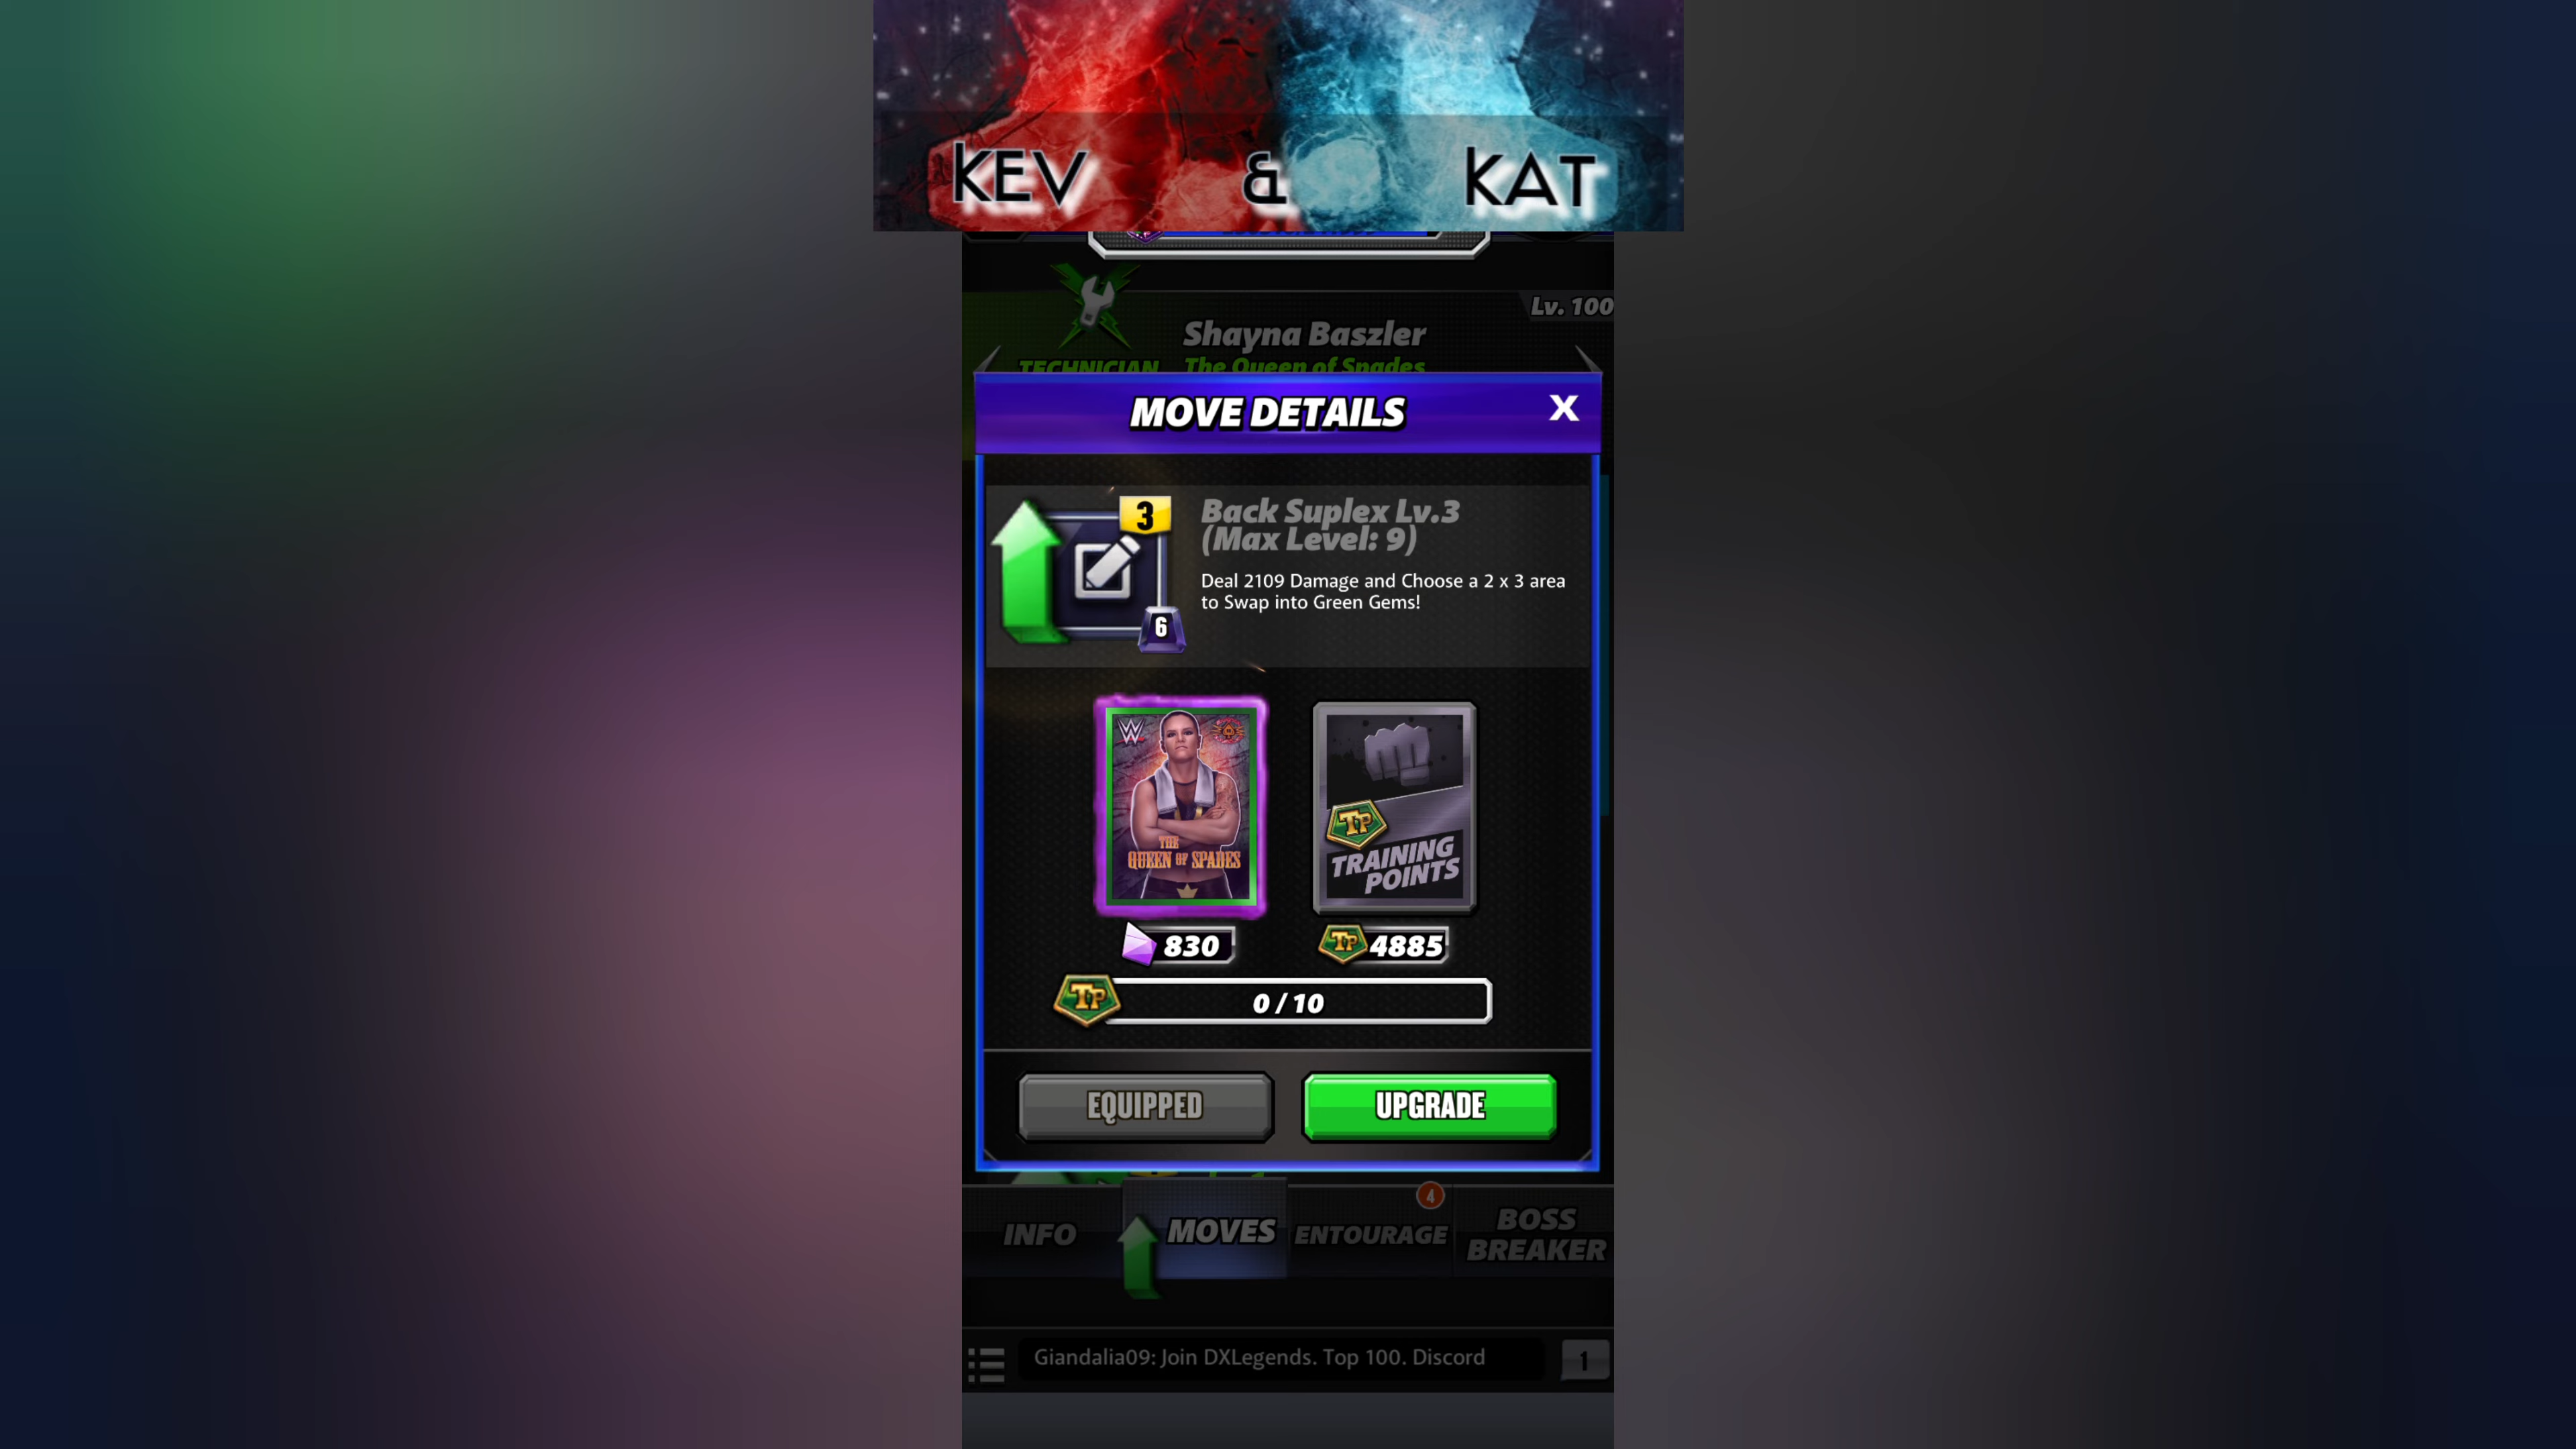 KEV & KAT
Lv. 100
Shayna Baszler
TECHNICIAN
The Queen of Spades
MOVE DETAILS
X
3
Back Suplex Lv.3
(Max Level: 9)
Deal 2109 Damage and Choose a 2 x 3 area
to Swap into Green Gems!
6
W
THE
QUEEN OF SPADES
TP
TRAINING
POINTS
830
TP 4885
TP
0 / 10
EQUIPPED
UPGRADE
4
INFO
MOVES
ENTOURAGE
BOSS
BREAKER
Giandalia09: Join DXLegends. Top 100. Discord
1